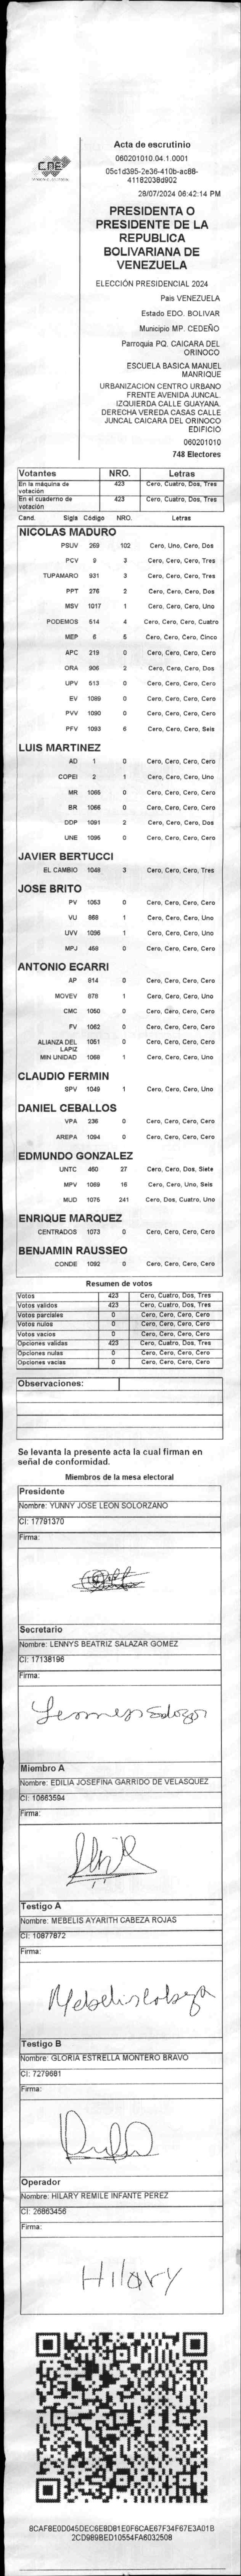 CNE
Acta de escrutinio
060201010.04.1.0001
05c1d395-2e36-410b-ac88-
41182038d902
28/07/2024 06:42:14 PM
PRESIDENTA O
PRESIDENTE DE LA
REPUBLICA
BOLIVARIANA DE
VENEZUELA
ELECCIÓN PRESIDENCIAL 2024
Pais VENEZUELA
Estado EDO. BOLIVAR
Municipio MP. CEDEÑO
Parroquia PQ. CAICARA DEL
ORINOCO
ESCUELA BASICA MANUEL
MANRIQUE
URBANIZACION CENTRO URBANO
FRENTE AVENIDA JUNCAL.
IZQUIERDA CALLE GUAYANA.
DERECHA VEREDA CASAS CALLE
JUNCAL CAICARA DEL ORINOCO
EDIFICIO
060201010
748 Electores
Votantes NRO. Letras
En la máquina de votación 423 Cero, Cuatro, Dos, Tres
En el cuaderno de votación 423 Cero, Cuatro, Dos, Tres
Cand. Sigla Código NRO. Letras
NICOLAS MADURO
PSUV 269 102 Cero, Uno, Cero, Dos
PCV 9 3 Cero, Cero, Cero, Tres
TUPAMARO 931 3 Cero, Cero, Cero, Tres
PPT 276 2 Cero, Cero, Cero, Dos
MSV 1017 1 Cero, Cero, Cero, Uno
PODEMOS 514 4 Cero, Cero, Cero, Cuatro
MEP 6 5 Cero, Cero, Cero, Cinco
APC 219 0 Cero, Cero, Cero, Cero
ORA 906 2 Cero, Cero, Cero, Dos
UPV 513 0 Cero, Cero, Cero, Cero
EV 1089 0 Cero, Cero, Cero, Cero
PVV 1090 0 Cero, Cero, Cero, Cero
PFV 1093 6 Cero, Cero, Cero, Seis
LUIS MARTINEZ
AD 1 0 Cero, Cero, Cero, Cero
COPEI 2 1 Cero, Cero, Cero, Uno
MR 1065 0 Cero, Cero, Cero, Cero
BR 1066 0 Cero, Cero, Cero, Cero
DDP 1091 2 Cero, Cero, Cero, Dos
UNE 1095 0 Cero, Cero, Cero, Cero
JAVIER BERTUCCI
EL CAMBIO 1048 3 Cero, Cero, Cero, Tres
JOSE BRITO
PV 1053 0 Cero, Cero, Cero, Cero
VU 868 1 Cero, Cero, Cero, Uno
UVV 1096 1 Cero, Cero, Cero, Uno
MPJ 458 0 Cero, Cero, Cero, Cero
ANTONIO ECARRI
AP 814 0 Cero, Cero, Cero, Cero
MOVEV 878 1 Cero, Cero, Cero, Uno
CMC 1050 0 Cero, Cero, Cero, Cero
FV 1062 0 Cero, Cero, Cero, Cero
ALIANZA DEL LAPIZ 1051 0 Cero, Cero, Cero, Cero
MIN UNIDAD 1068 1 Cero, Cero, Cero, Uno
CLAUDIO FERMIN
SPV 1049 1 Cero, Cero, Cero, Uno
DANIEL CEBALLOS
VPA 236 0 Cero, Cero, Cero, Cero
AREPA 1094 0 Cero, Cero, Cero, Cero
EDMUNDO GONZALEZ
UNTC 460 27 Cero, Cero, Dos, Siete
MPV 1069 16 Cero, Cero, Uno, Seis
MUD 1075 241 Cero, Dos, Cuatro, Uno
ENRIQUE MARQUEZ
CENTRADOS 1073 0 Cero, Cero, Cero, Cero
BENJAMIN RAUSSEO
CONDE 1092 0 Cero, Cero, Cero, Cero
Resumen de votos
Votos 423 Cero, Cuatro, Dos, Tres
Votos validos 423 Cero, Cuatro, Dos, Tres
Votos parciales 0 Cero, Cero, Cero, Cero
Votos nulos 0 Cero, Cero, Cero, Cero
Votos vacios 0 Cero, Cero, Cero, Cero
Opciones validas 423 Cero, Cuatro, Dos, Tres
Opciones nulas 0 Cero, Cero, Cero, Cero
Opciones vacias 0 Cero, Cero, Cero, Cero
Observaciones:
Se levanta la presente acta la cual firman en
señal de conformidad.
Miembros de la mesa electoral
Presidente
Nombre: YUNNY JOSE LEON SOLORZANO
CI: 17791370
Firma:
Secretario
Nombre: LENNYS BEATRIZ SALAZAR GOMEZ
CI: 17138196
Firma:
Miembro A
Nombre: EDILIA JOSEFINA GARRIDO DE VELASQUEZ
CI: 10663594
Firma:
Testigo A
Nombre: MEBELIS AYARITH CABEZA ROJAS
CI: 10877872
Firma:
Mebelis Cabeza
Testigo B
Nombre: GLORIA ESTRELLA MONTERO BRAVO
CI: 7279681
Firma:
Operador
Nombre: HILARY REMILE INFANTE PEREZ
CI: 26863456
Firma:
Hilary
8CAF8E0D045DEC6E8D81E0F6CAE67F34F67E3A01B
2CD989BED10554FA6032508